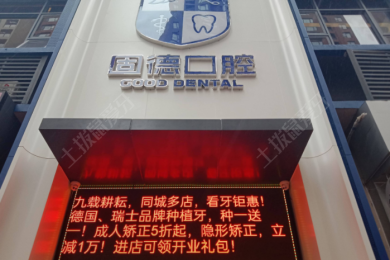 固德口腔
GOOD DENTAL
九载耕耘，同城多店，看牙钜惠！
德国、瑞士品牌种植牙，种一送
一！成人矫正5折起，隐形矫正，立
减1万！进店可领开业礼包！